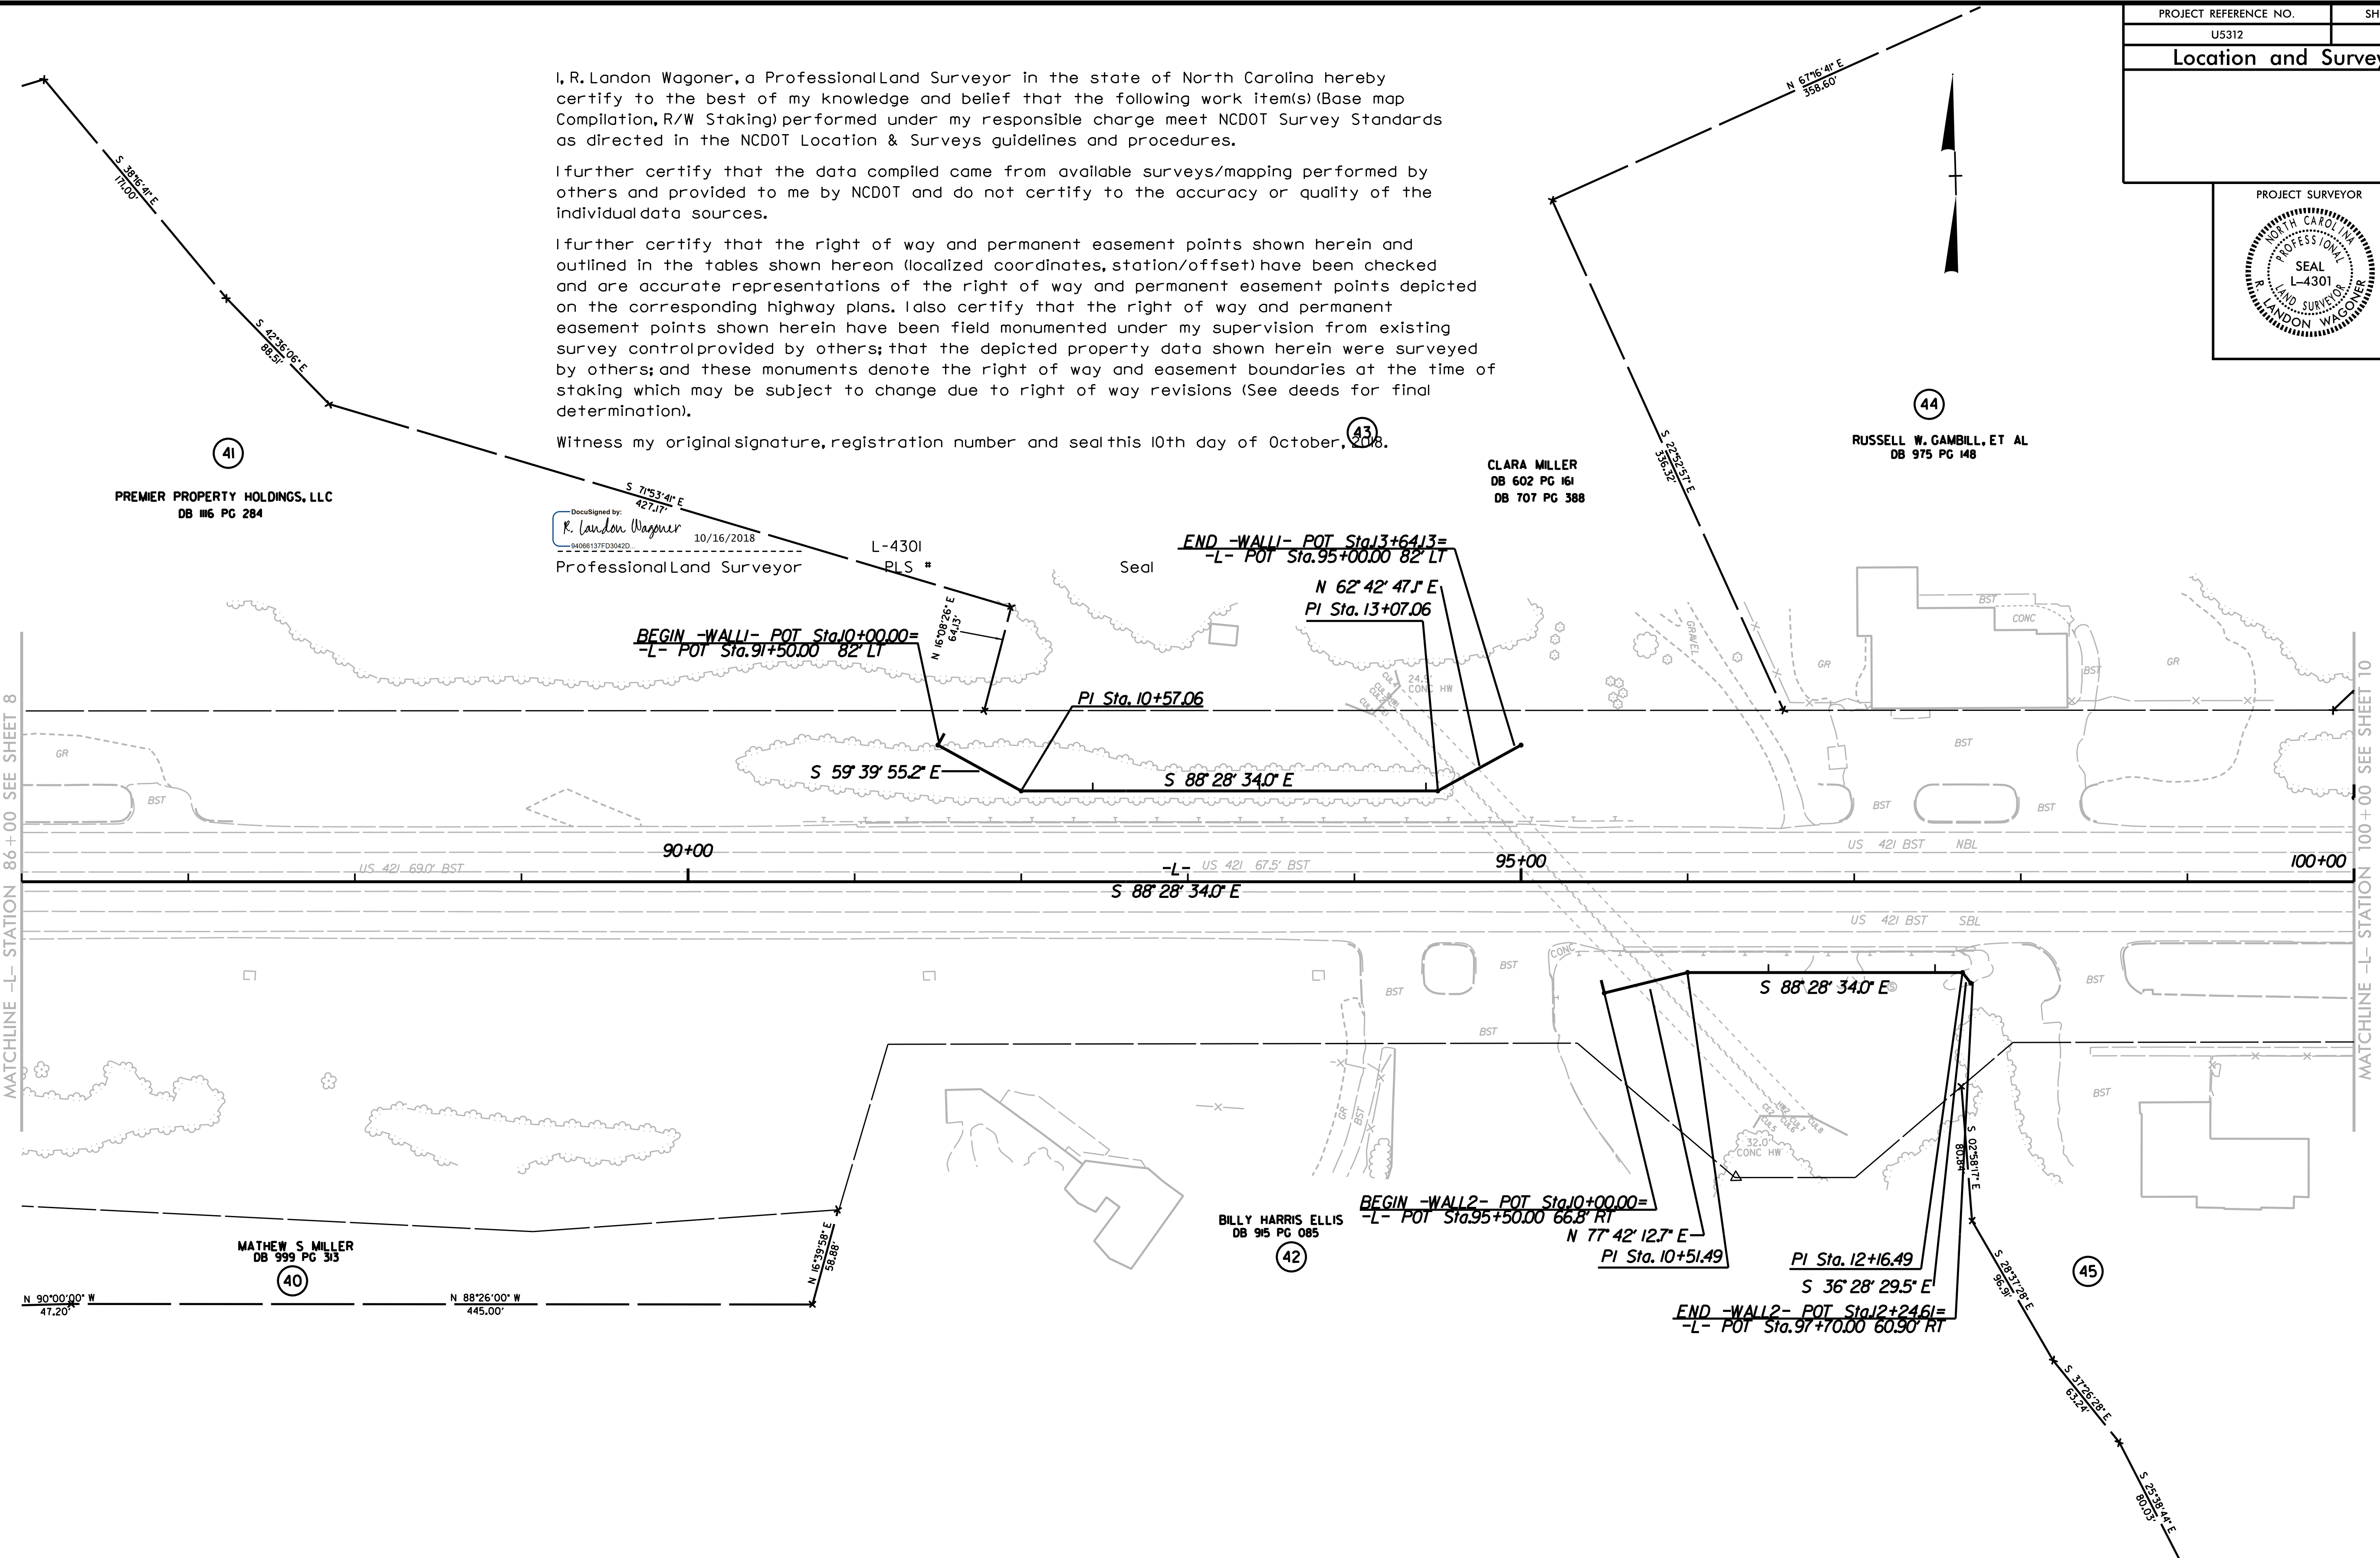 PROJECT REFERENCE NO.
U5312
Location and Survey
PROJECT SURVEYOR
NORTH CAROLINA
PROFESSIONAL
SEAL
L-4301
LAND SURVEYOR
R. LANDON WAGONER
I, R. Landon Wagoner, a Professional Land Surveyor in the state of North Carolina hereby
certify to the best of my knowledge and belief that the following work item(s) (Base map
Compilation, R/W Staking) performed under my responsible charge meet NCDOT Survey Standards
as directed in the NCDOT Location & Surveys guidelines and procedures.
I further certify that the data compiled came from available surveys/mapping performed by
others and provided to me by NCDOT and do not certify to the accuracy or quality of the
individual data sources.
I further certify that the right of way and permanent easement points shown herein and
outlined in the tables shown hereon (localized coordinates, station/offset) have been checked
and are accurate representations of the right of way and permanent easement points depicted
on the corresponding highway plans. I also certify that the right of way and permanent
easement points shown herein have been field monumented under my supervision from existing
survey control provided by others; that the depicted property data shown herein were surveyed
by others; and these monuments denote the right of way and easement boundaries at the time of
staking which may be subject to change due to right of way revisions (See deeds for final
determination).
Witness my original signature, registration number and seal this 10th day of October, 2018.
DocuSigned by:
R. Landon Wagoner
94066137FD3042D...
10/16/2018
Professional Land Surveyor
L-4301
PLS #
Seal
S 38°16'41" E
171.00'
S 42°36'06" E
88.51'
S 71°53'41" E
427.17'
N 16°08'26" E
64.13'
N 67°16'41" E
358.60'
S 22°52'57" E
336.32'
41
PREMIER PROPERTY HOLDINGS, LLC
DB 1116 PG 284
43
CLARA MILLER
DB 602 PG 161
DB 707 PG 388
44
RUSSELL W. GAMBILL, ET AL
DB 975 PG 148
END -WALL1- POT Sta.13+64.13=
-L- POT Sta.95+00.00 82' LT
N 62° 42' 47.1" E
PI Sta. 13+07.06
BEGIN -WALL1- POT Sta.10+00.00=
-L- POT Sta.91+50.00 82' LT
PI Sta. 10+57.06
S 59° 39' 55.2" E
S 88° 28' 34.0" E
24.9'
CONC HW
GRAVEL
GR
BST
CONC
BST
GR
BST
BST
BST
GR
BST
MATCHLINE -L- STATION 86+00 SEE SHEET 8
MATCHLINE -L- STATION 100+00 SEE SHEET 10
US 421 69.0' BST
90+00
-L-
US 421 67.5' BST
95+00
US 421 BST NBL
100+00
S 88° 28' 34.0" E
US 421 BST SBL
CONC
BST
BST
BST
BST
BST
GR
BST
S 88° 28' 34.0" E
CUL5
CUL6
CUL7
CUL8
32.0'
CONC HW
S 02°58'17" E
80.84'
BEGIN -WALL2- POT Sta.10+00.00=
-L- POT Sta.95+50.00 66.8' RT
N 77° 42' 12.7" E
PI Sta. 10+51.49
PI Sta. 12+16.49
S 36° 28' 29.5" E
END -WALL2- POT Sta.12+24.61=
-L- POT Sta.97+70.00 60.90' RT
MATHEW S MILLER
DB 999 PG 313
40
BILLY HARRIS ELLIS
DB 915 PG 085
42
45
N 90°00'00" W
47.20'
N 88°26'00" W
445.00'
N 16°39'58" E
58.88'
S 28°37'28" E
96.91'
S 37°26'28" E
63.24'
S 25°38'44" E
80.03'